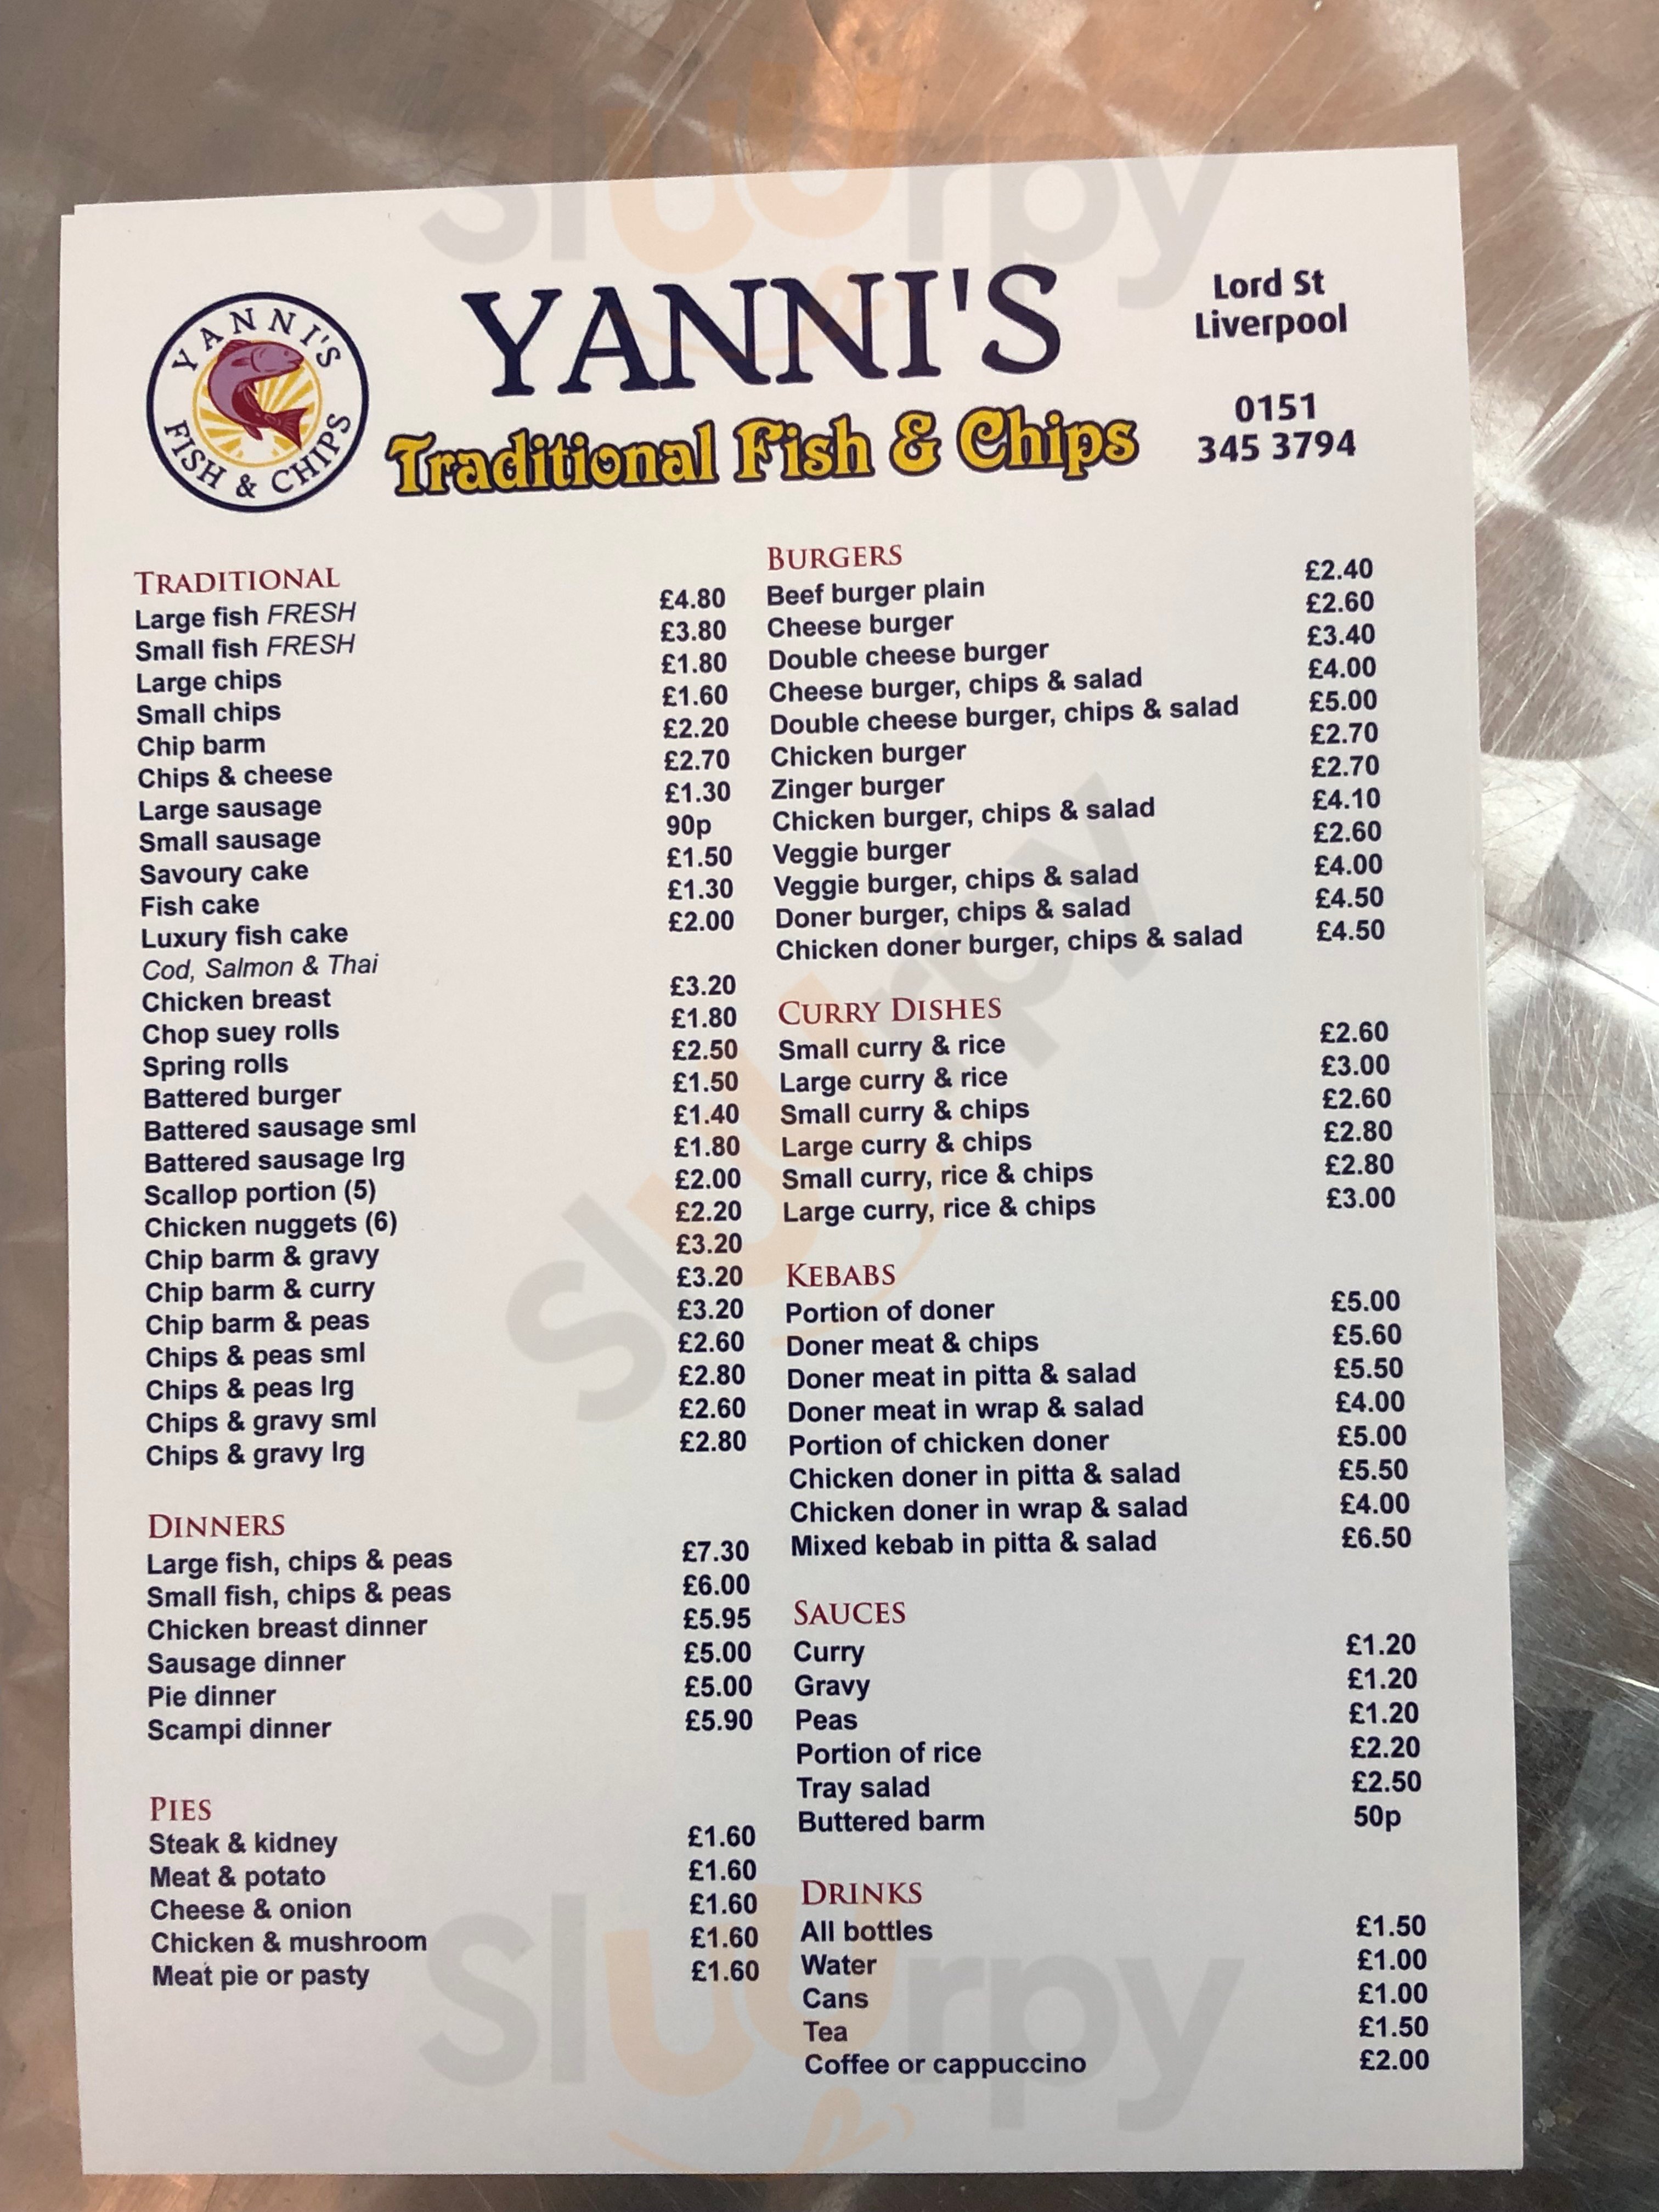 Sluurpy
YANNI'S
FISH & CHIPS
YANNI'S
Traditional Fish & Chips
Lord St
Liverpool
0151
345 3794
TRADITIONAL
Large fish FRESH £4.80
Small fish FRESH £3.80
Large chips £1.80
Small chips £1.60
Chip barm £2.20
Chips & cheese £2.70
Large sausage £1.30
Small sausage 90p
Savoury cake £1.50
Fish cake £1.30
Luxury fish cake £2.00
Cod, Salmon & Thai
Chicken breast £3.20
Chop suey rolls £1.80
Spring rolls £2.50
Battered burger £1.50
Battered sausage sml £1.40
Battered sausage lrg £1.80
Scallop portion (5) £2.00
Chicken nuggets (6) £2.20
Chip barm & gravy £3.20
Chip barm & curry £3.20
Chip barm & peas £3.20
Chips & peas sml £2.60
Chips & peas lrg £2.80
Chips & gravy sml £2.60
Chips & gravy lrg £2.80
DINNERS
Large fish, chips & peas £7.30
Small fish, chips & peas £6.00
Chicken breast dinner £5.95
Sausage dinner £5.00
Pie dinner £5.00
Scampi dinner £5.90
PIES
Steak & kidney £1.60
Meat & potato £1.60
Cheese & onion £1.60
Chicken & mushroom £1.60
Meat pie or pasty £1.60
BURGERS
Beef burger plain £2.40
Cheese burger £2.60
Double cheese burger £3.40
Cheese burger, chips & salad £4.00
Double cheese burger, chips & salad £5.00
Chicken burger £2.70
Zinger burger £2.70
Chicken burger, chips & salad £4.10
Veggie burger £2.60
Veggie burger, chips & salad £4.00
Doner burger, chips & salad £4.50
Chicken doner burger, chips & salad £4.50
CURRY DISHES
Small curry & rice £2.60
Large curry & rice £3.00
Small curry & chips £2.60
Large curry & chips £2.80
Small curry, rice & chips £2.80
Large curry, rice & chips £3.00
KEBABS
Portion of doner £5.00
Doner meat & chips £5.60
Doner meat in pitta & salad £5.50
Doner meat in wrap & salad £4.00
Portion of chicken doner £5.00
Chicken doner in pitta & salad £5.50
Chicken doner in wrap & salad £4.00
Mixed kebab in pitta & salad £6.50
SAUCES
Curry £1.20
Gravy £1.20
Peas £1.20
Portion of rice £2.20
Tray salad £2.50
Buttered barm 50p
DRINKS
All bottles £1.50
Water £1.00
Cans £1.00
Tea £1.50
Coffee or cappuccino £2.00
Sluurpy
Sluurpy